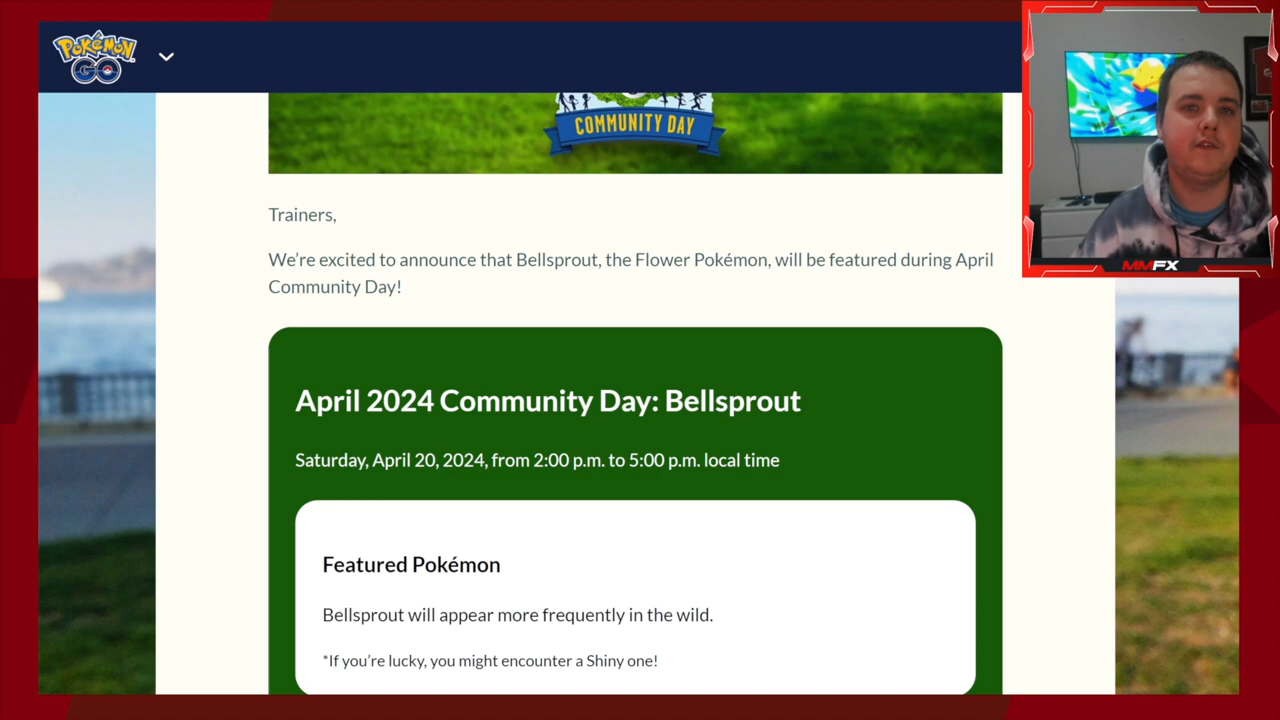 POKéMON
GO
COMMUNITY DAY
Trainers,
We’re excited to announce that Bellsprout, the Flower Pokémon, will be featured during April
Community Day!
April 2024 Community Day: Bellsprout
Saturday, April 20, 2024, from 2:00 p.m. to 5:00 p.m. local time
Featured Pokémon
Bellsprout will appear more frequently in the wild.
*If you’re lucky, you might encounter a Shiny one!
MMFX